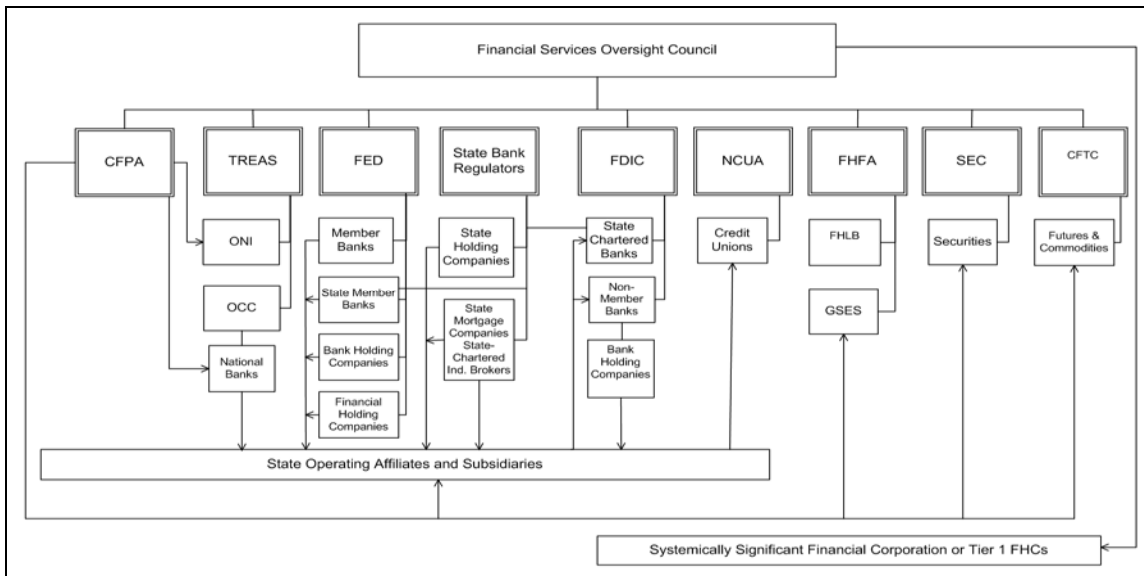 Financial Services Oversight Council
CFPA
TREAS
FED
State Bank
Regulators
FDIC
NCUA
FHFA
SEC
CFTC
ONI
OCC
National
Banks
Member
Banks
State Member
Banks
Bank Holding
Companies
Financial
Holding
Companies
State
Holding
Companies
State
Mortgage
Companies
State-
Chartered
Ind. Brokers
State
Chartered
Banks
Non-
Member
Banks
Bank
Holding
Companies
Credit
Unions
FHLB
GSES
Securities
Futures &
Commodities
State Operating Affiliates and Subsidiaries
Systemically Significant Financial Corporation or Tier 1 FHCs